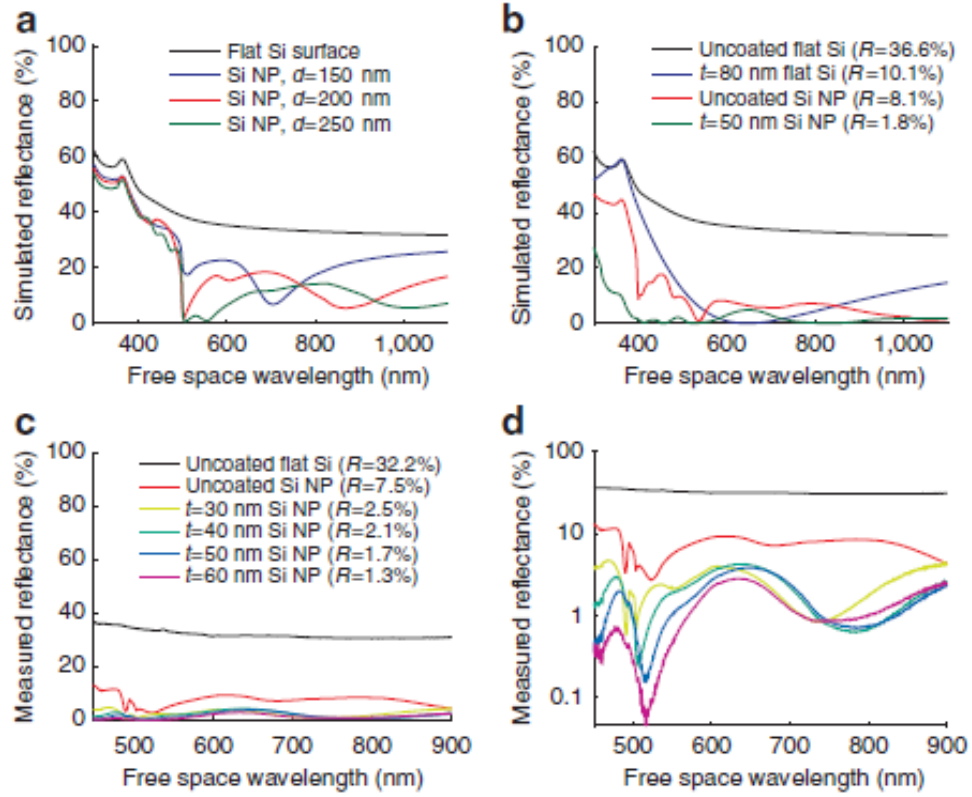 a
100
80
60
40
20
0
Simulated reflectance (%)
Flat Si surface
Si NP, d=150 nm
Si NP, d=200 nm
Si NP, d=250 nm
400 600 800 1,000
Free space wavelength (nm)
b
100
80
60
40
20
0
Simulated reflectance (%)
Uncoated flat Si (R=36.6%)
t=80 nm flat Si (R=10.1%)
Uncoated Si NP (R=8.1%)
t=50 nm Si NP (R=1.8%)
400 600 800 1,000
Free space wavelength (nm)
c
100
80
60
40
20
0
Measured reflectance (%)
Uncoated flat Si (R=32.2%)
Uncoated Si NP (R=7.5%)
t=30 nm Si NP (R=2.5%)
t=40 nm Si NP (R=2.1%)
t=50 nm Si NP (R=1.7%)
t=60 nm Si NP (R=1.3%)
500 600 700 800 900
Free space wavelength (nm)
d
100
10
1
0.1
Measured reflectance (%)
500 600 700 800 900
Free space wavelength (nm)